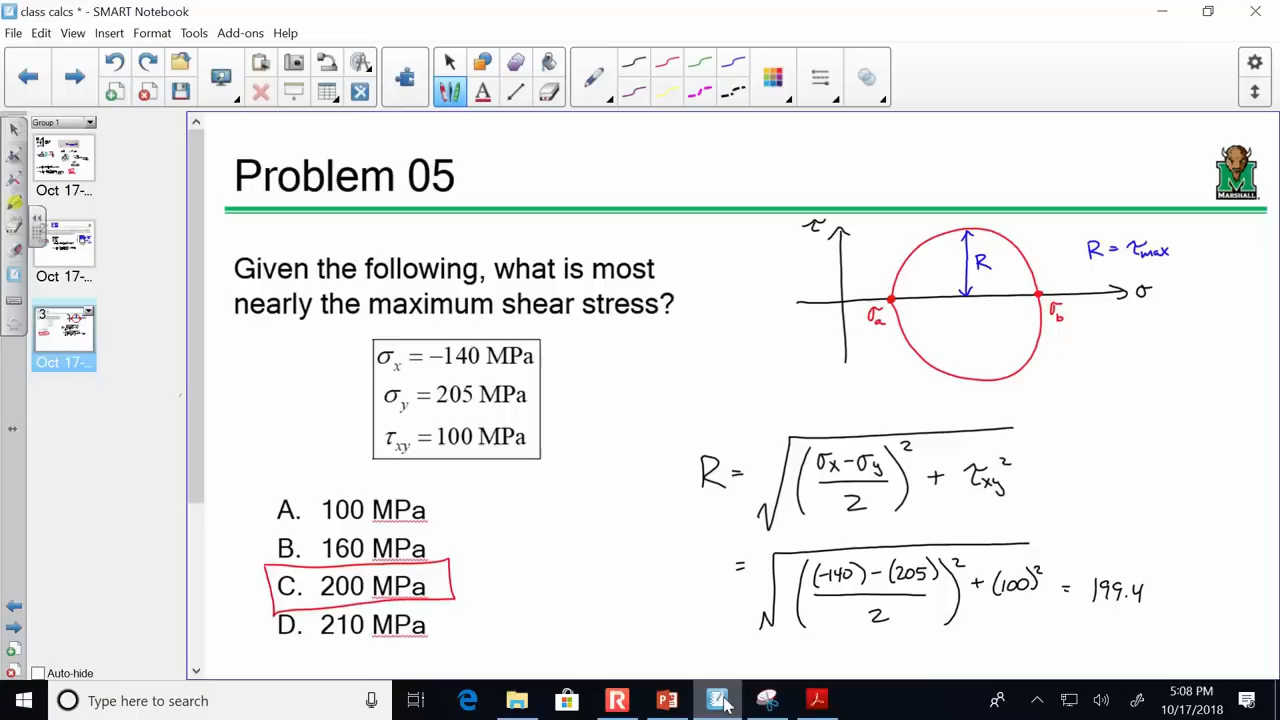 class calcs * - SMART Notebook
File Edit View Insert Format Tools Add-ons Help
Group 1
Oct 17-...
Oct 17-...
Oct 17-...
Auto-hide
Problem 05
MARSHALL
Given the following, what is most
nearly the maximum shear stress?
σx = −140 MPa
σy = 205 MPa
τxy = 100 MPa
A. 100 MPa
B. 160 MPa
C. 200 MPa
D. 210 MPa
τ
R
R = τmax
σ
σa
σb
R = √((σx-σy)/2)² + τxy²
= √(((-140)-(205))/2)² + (100)² = 199.4
Type here to search
5:08 PM
10/17/2018